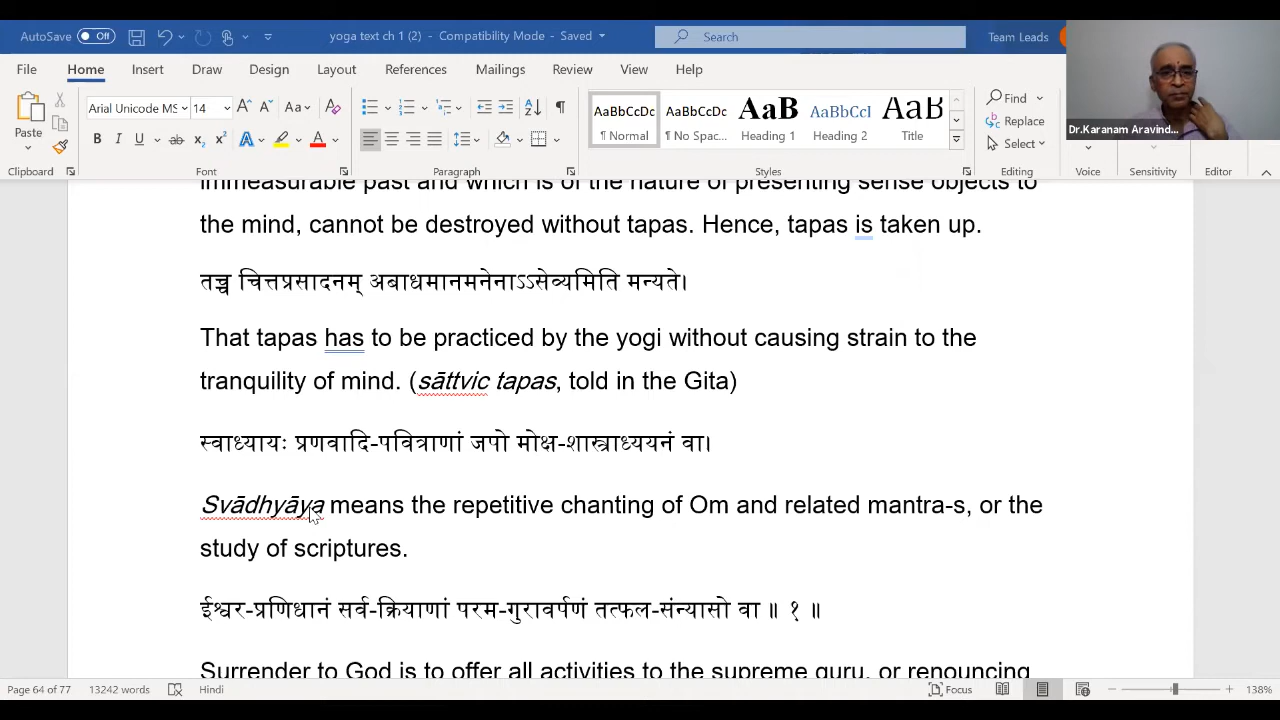 AutoSave Off yoga text ch 1 (2) - Compatibility Mode - Saved Search Team Leads
File Home Insert Draw Design Layout References Mailings Review View Help
Paste
Clipboard
Arial Unicode MS 14 Aa
B I U ab x₂ x² A A
Font
Paragraph
AaBbCcDc AaBbCcDc AaB AaBbCcI AaB
¶ Normal ¶ No Spac... Heading 1 Heading 2 Title
Styles
Find
Replace
Select
Editing
Voice Sensitivity Editor
Dr.Karanam Aravind...
immeasurable past and which is of the nature of presenting sense objects to
the mind, cannot be destroyed without tapas. Hence, tapas is taken up.
तच्च चित्तप्रसादनम् अबाधमानमनेनाऽऽसेव्यमिति मन्यते।
That tapas has to be practiced by the yogi without causing strain to the
tranquility of mind. (sāttvic tapas, told in the Gita)
स्वाध्यायः प्रणवादि-पवित्राणां जपो मोक्ष-शास्त्राध्ययनं वा।
Svādhyāya means the repetitive chanting of Om and related mantra-s, or the
study of scriptures.
ईश्वर-प्रणिधानं सर्व-क्रियाणां परम-गुरावर्पणं तत्फल-संन्यासो वा ॥ १ ॥
Surrender to God is to offer all activities to the supreme guru, or renouncing
Page 64 of 77 13242 words Hindi Focus 138%